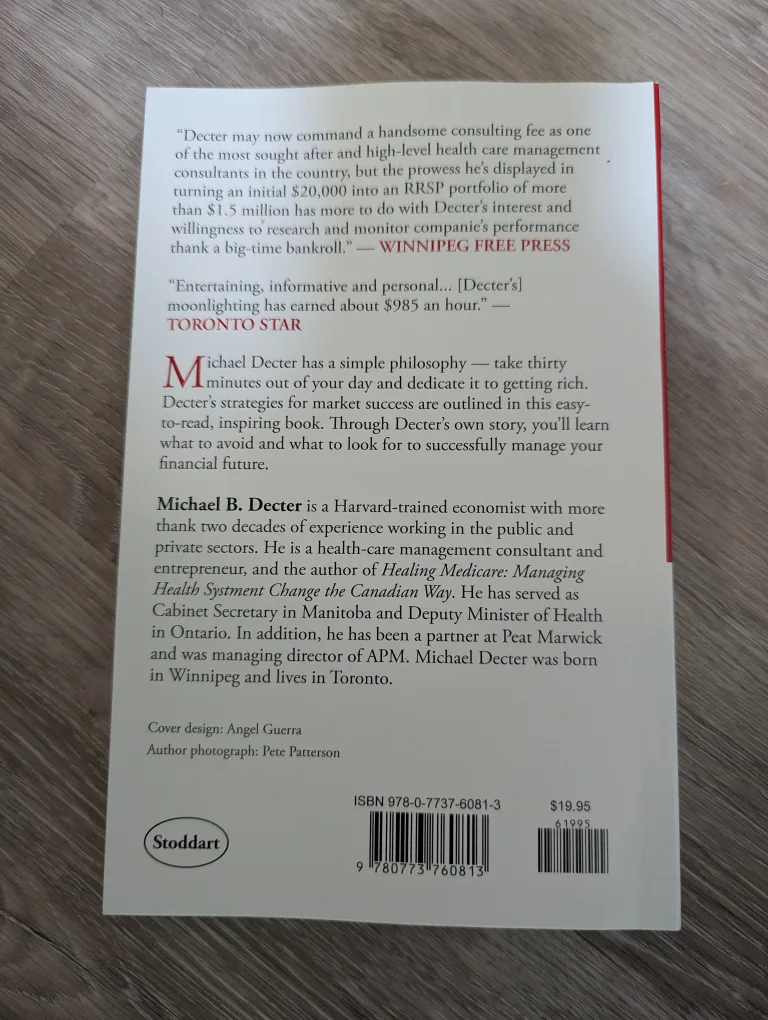 “Decter may now command a handsome consulting fee as one
of the most sought after and high-level health care management
consultants in the country, but the prowess he’s displayed in
turning an initial $20,000 into an RRSP portfolio of more
than $1.5 million has more to do with Decter’s interest and
willingness to research and monitor companie’s performance
thank a big-time bankroll.” — WINNIPEG FREE PRESS
“Entertaining, informative and personal... [Decter’s]
moonlighting has earned about $985 an hour.” —
TORONTO STAR
Michael Decter has a simple philosophy — take thirty
minutes out of your day and dedicate it to getting rich.
Decter’s strategies for market success are outlined in this easy-
to-read, inspiring book. Through Decter’s own story, you’ll learn
what to avoid and what to look for to successfully manage your
financial future.
Michael B. Decter is a Harvard-trained economist with more
thank two decades of experience working in the public and
private sectors. He is a health-care management consultant and
entrepreneur, and the author of Healing Medicare: Managing
Health Systment Change the Canadian Way. He has served as
Cabinet Secretary in Manitoba and Deputy Minister of Health
in Ontario. In addition, he has been a partner at Peat Marwick
and was managing director of APM. Michael Decter was born
in Winnipeg and lives in Toronto.
Cover design: Angel Guerra
Author photograph: Pete Patterson
Stoddart
ISBN 978-0-7737-6081-3
9 780773 760813
$19.95
61995